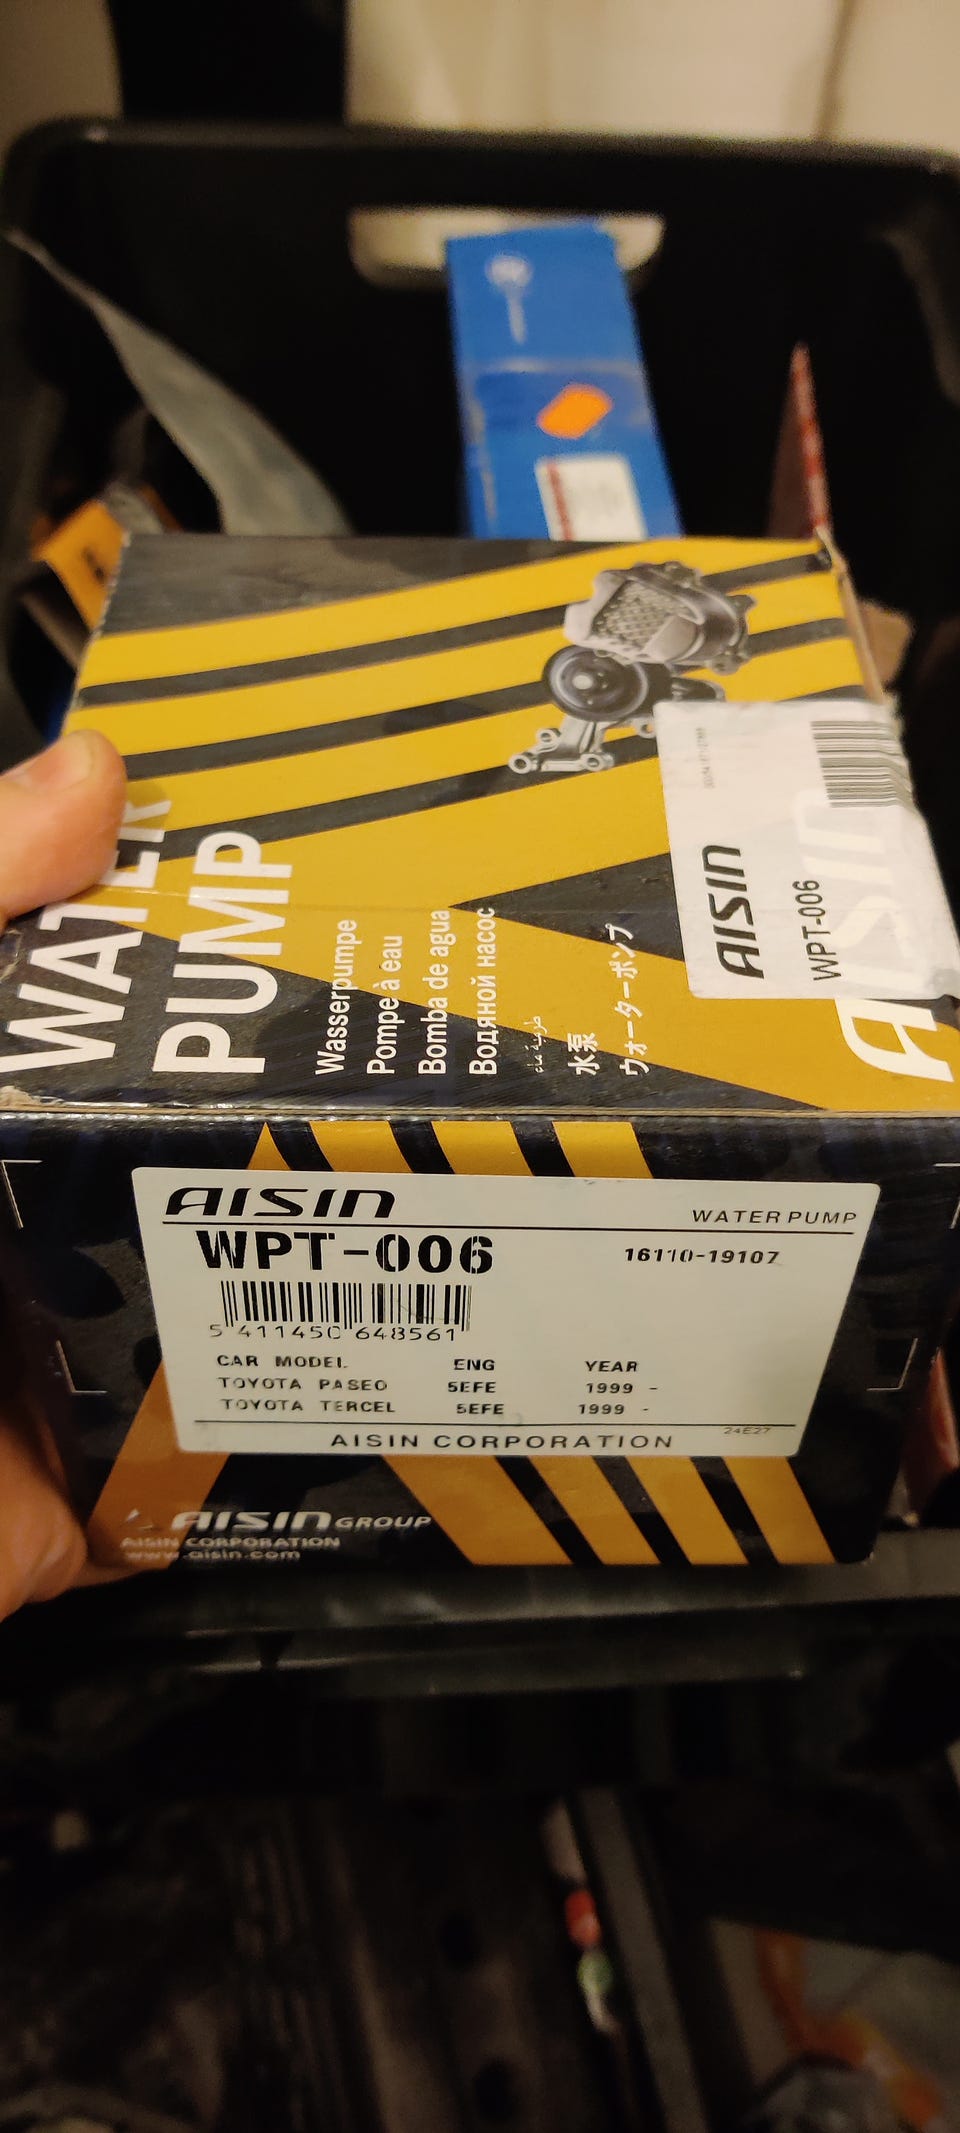 WATER
PUMP
Wasserpumpe
Pompe à eau
Bomba de agua
Водяной насос
水泵
ウォーターポンプ
AISIN
WPT-006
AISIN
AISIN
WATER PUMP
WPT-006
16110-19107
5 411450 648561
CAR MODEL ENG YEAR
TOYOTA PASEO 5EFE 1999 -
TOYOTA TERCEL 5EFE 1999 -
24E27
AISIN CORPORATION
AISIN GROUP
AISIN CORPORATION
www.aisin.com